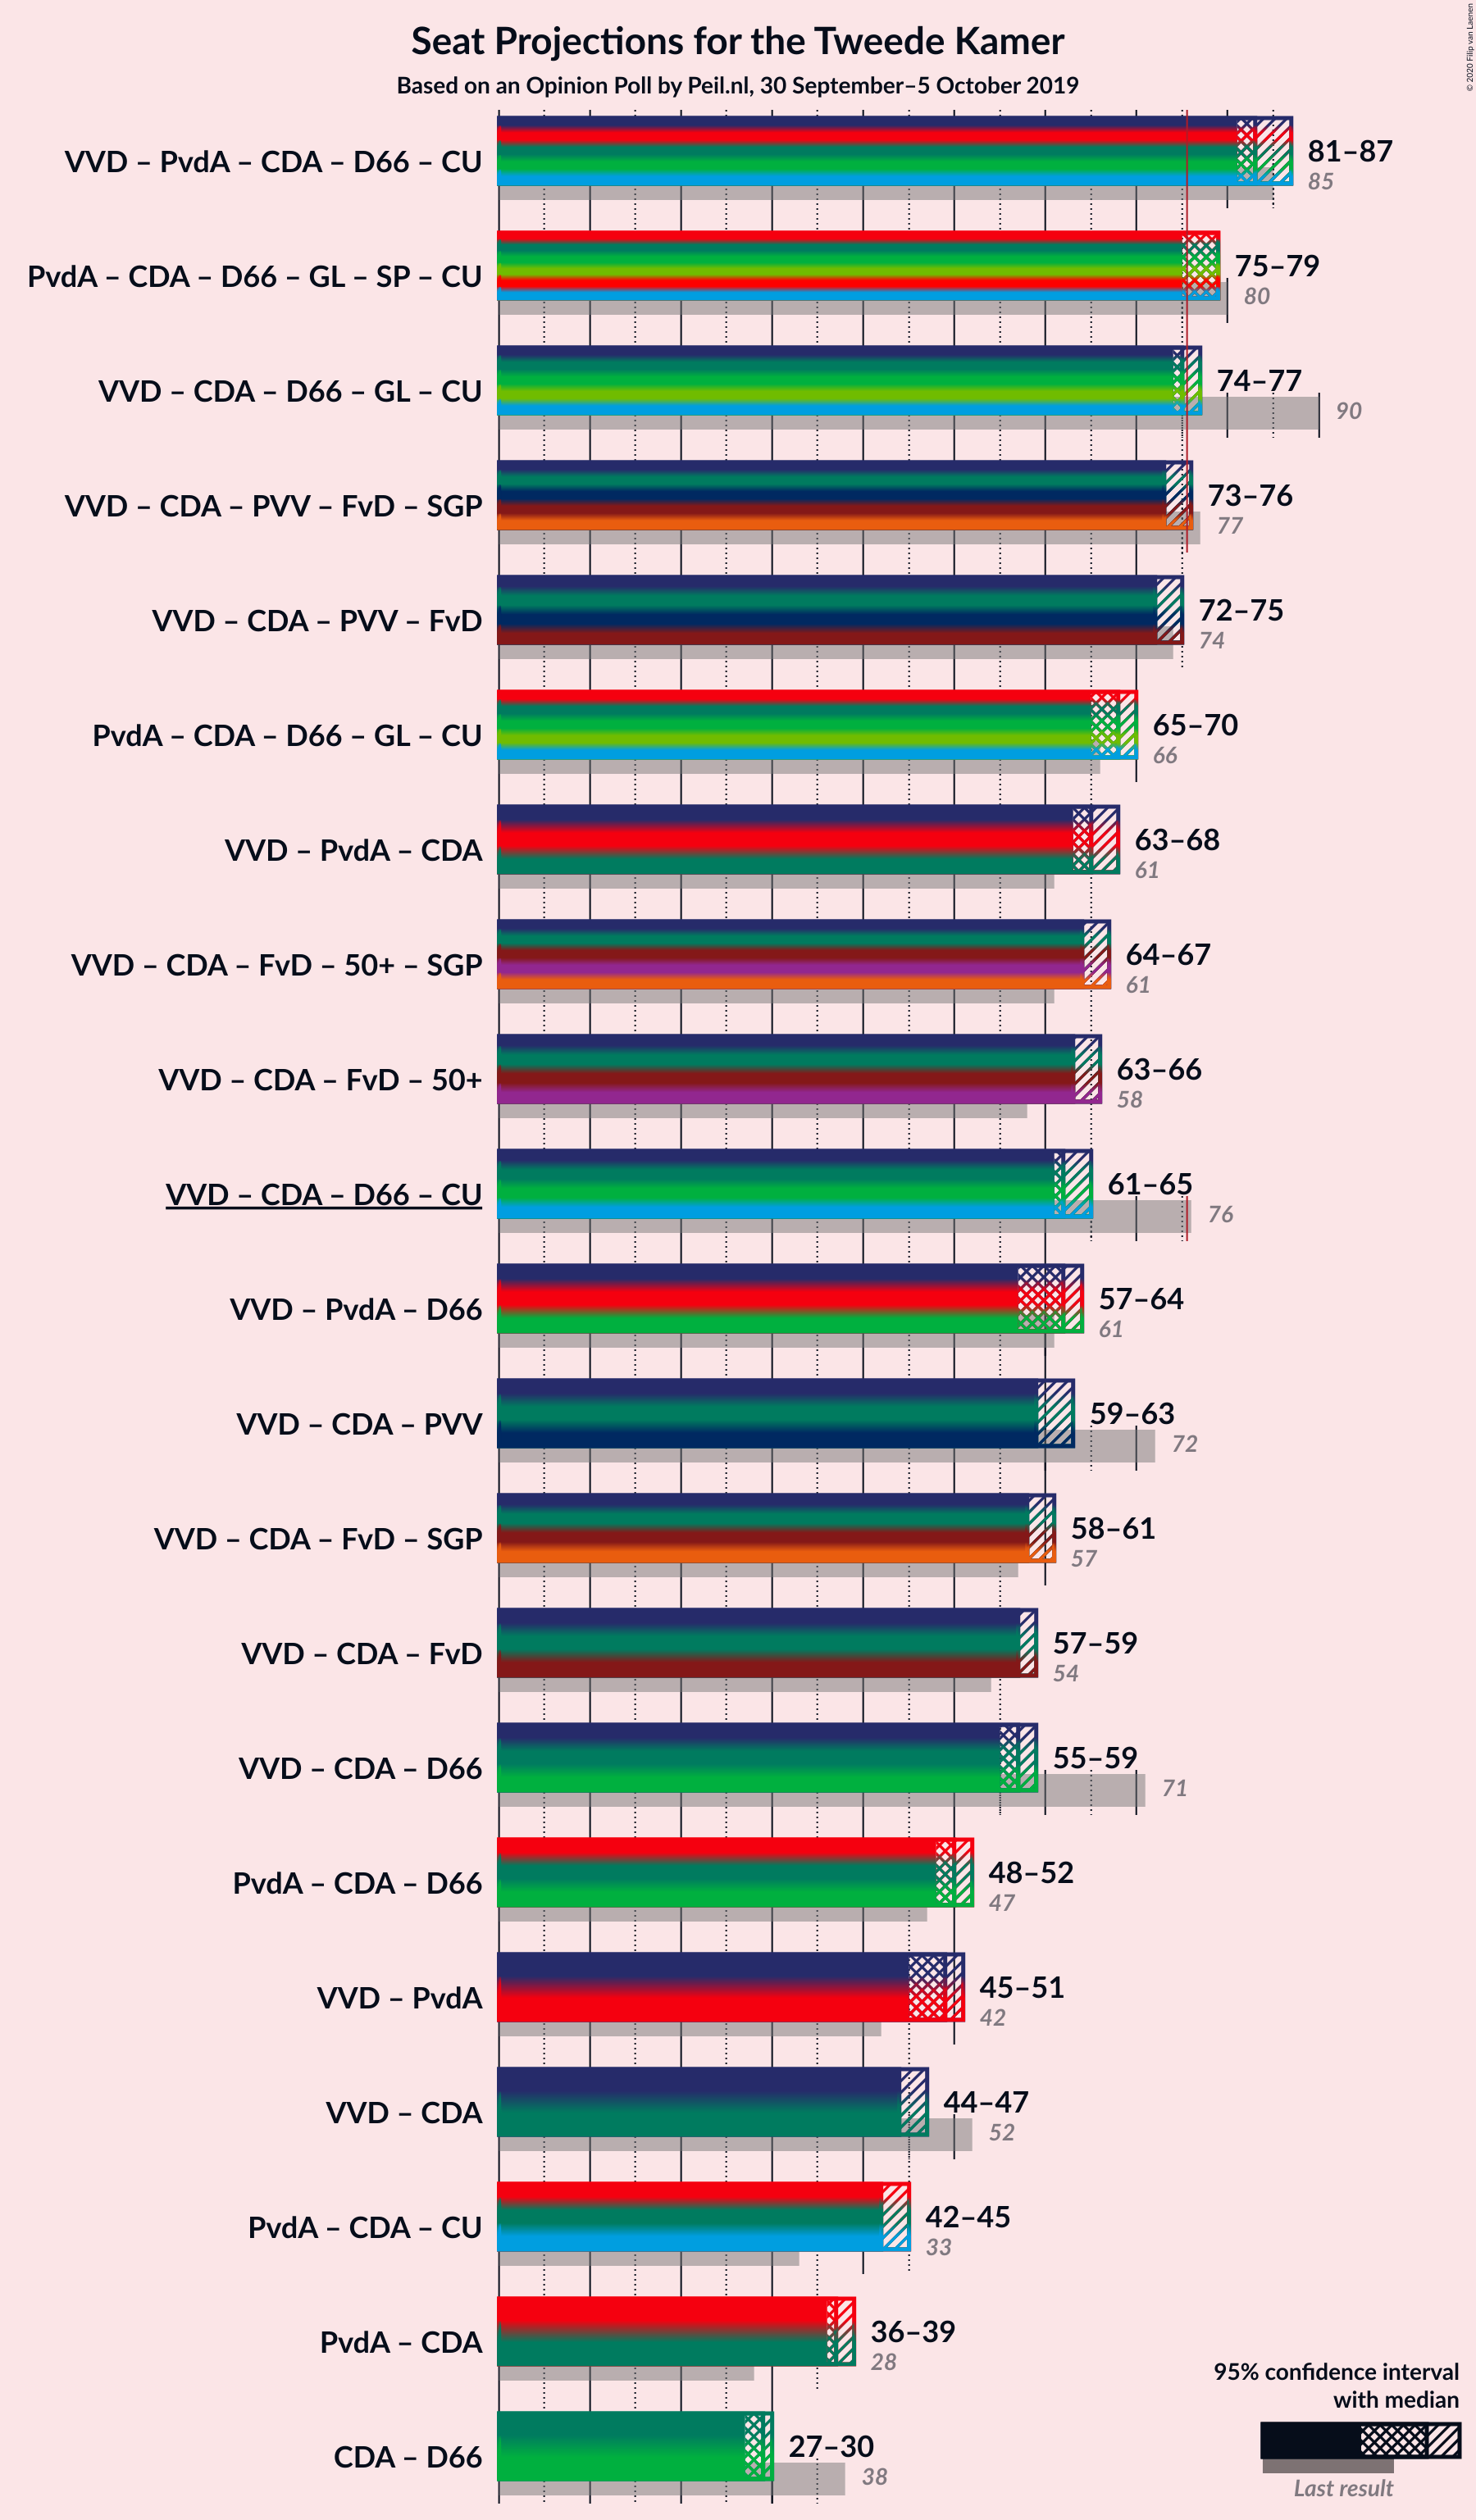 Seat Projections for the Tweede Kamer
Based on an Opinion Poll by Peil.nl, 30 September–5 October 2019
© 2020 Filip van Laenen
VVD – PvdA – CDA – D66 – CU
81–87
85
PvdA – CDA – D66 – GL – SP – CU
75–79
80
VVD – CDA – D66 – GL – CU
74–77
90
VVD – CDA – PVV – FvD – SGP
73–76
77
VVD – CDA – PVV – FvD
72–75
74
PvdA – CDA – D66 – GL – CU
65–70
66
VVD – PvdA – CDA
63–68
61
VVD – CDA – FvD – 50+ – SGP
64–67
61
VVD – CDA – FvD – 50+
63–66
58
VVD – CDA – D66 – CU
61–65
76
VVD – PvdA – D66
57–64
61
VVD – CDA – PVV
59–63
72
VVD – CDA – FvD – SGP
58–61
57
VVD – CDA – FvD
57–59
54
VVD – CDA – D66
55–59
71
PvdA – CDA – D66
48–52
47
VVD – PvdA
45–51
42
VVD – CDA
44–47
52
PvdA – CDA – CU
42–45
33
PvdA – CDA
36–39
28
CDA – D66
27–30
38
95% confidence interval
with median
Last result